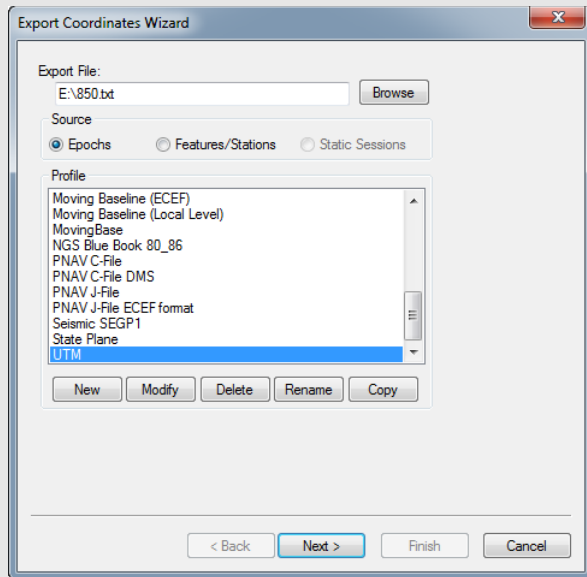 Export Coordinates Wizard
Export File:
E:\850.txt
Browse
Source
Epochs Features/Stations Static Sessions
Profile
Moving Baseline (ECEF)
Moving Baseline (Local Level)
MovingBase
NGS Blue Book 80_86
PNAV C-File
PNAV C-File DMS
PNAV J-File
PNAV J-File ECEF format
Seismic SEGP1
State Plane
UTM
New Modify Delete Rename Copy
< Back Next > Finish Cancel